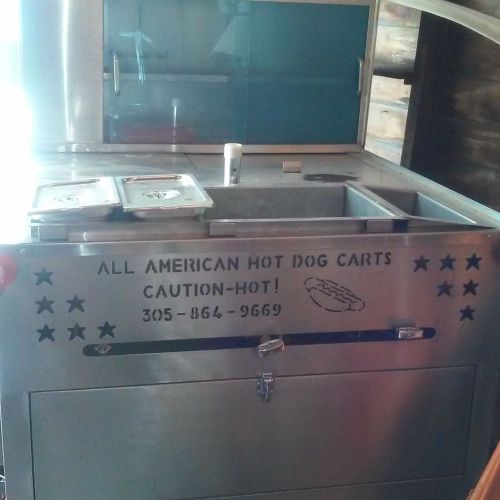 ALL AMERICAN HOT DOG CARTS
CAUTION-HOT!
305-864-9669